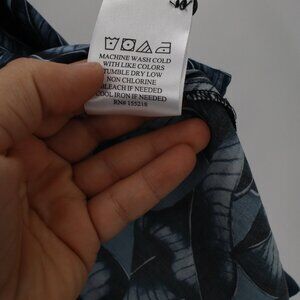 MACHINE WASH COLD
WITH LIKE COLORS
TUMBLE DRY LOW
NON CHLORINE
BLEACH IF NEEDED
COOL IRON IF NEEDED
RN# 155218